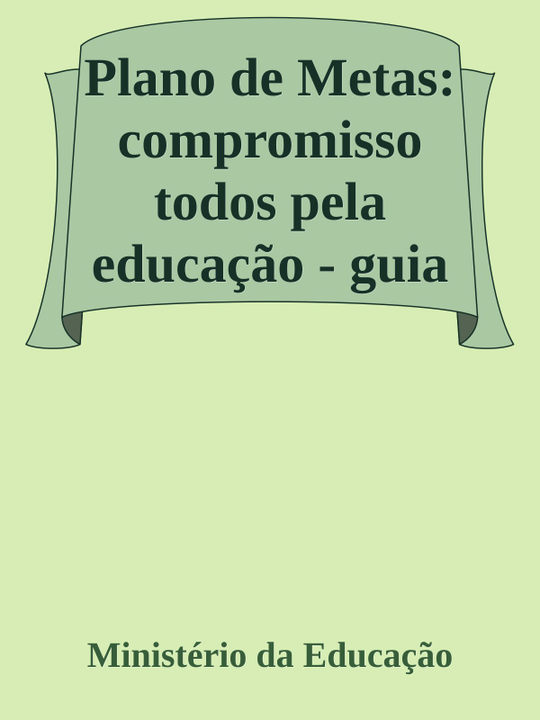 Plano de Metas:
compromisso
todos pela
educação - guia
Ministério da Educação